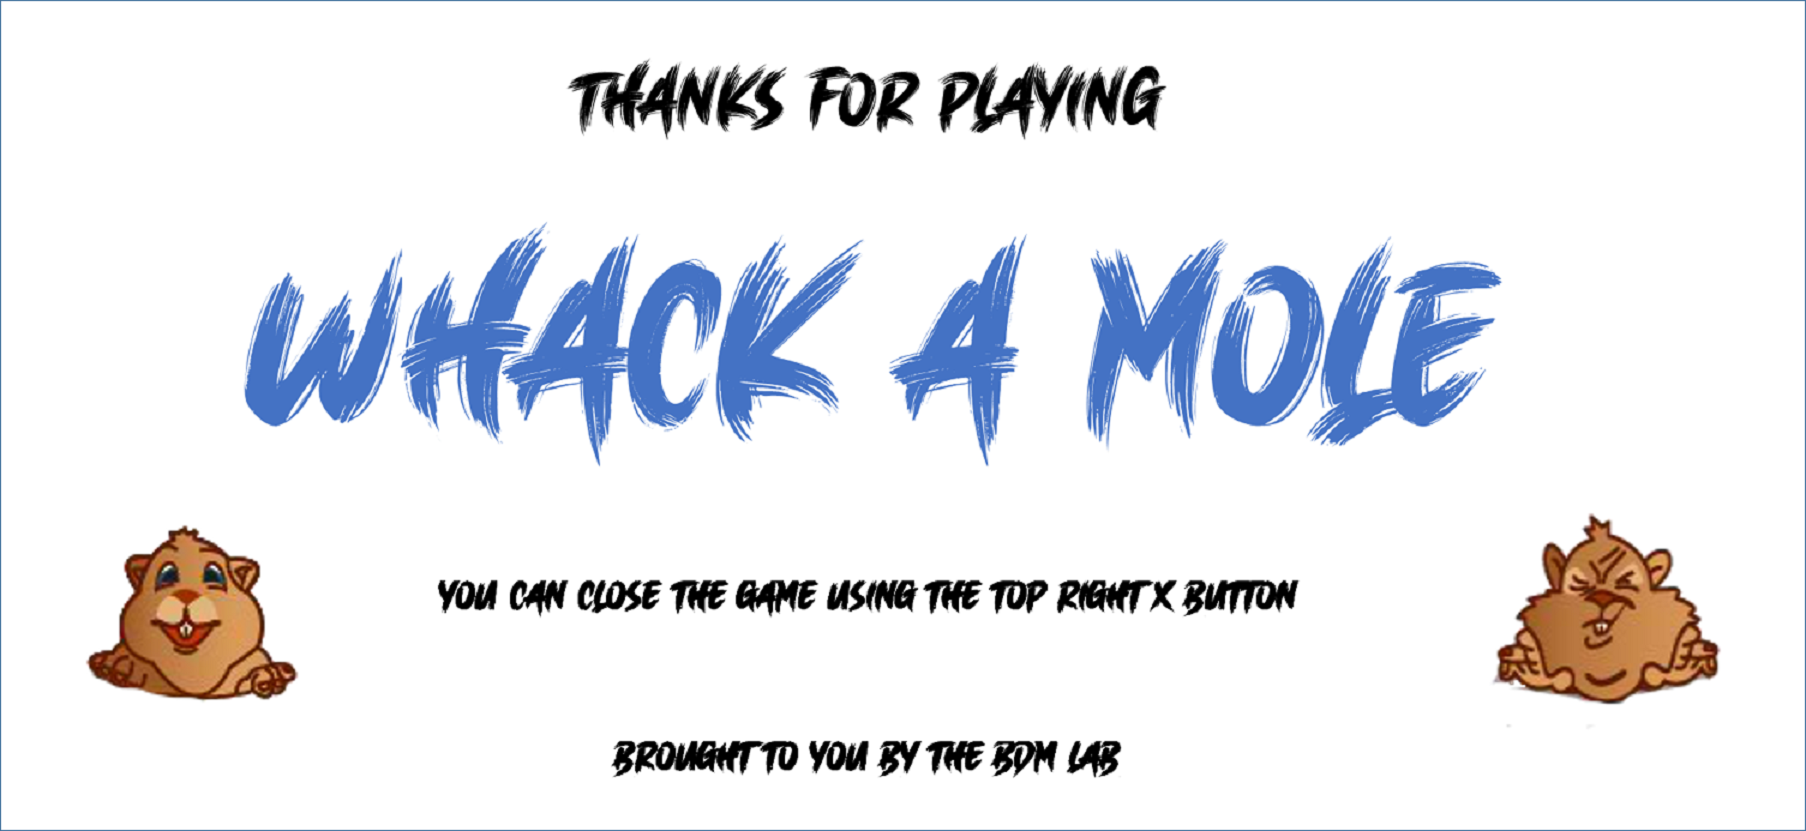 THANKS FOR PLAYING
WHACK A MOLE
YOU CAN CLOSE THE GAME USING THE TOP RIGHT X BUTTON
BROUGHT TO YOU BY THE BDM LAB